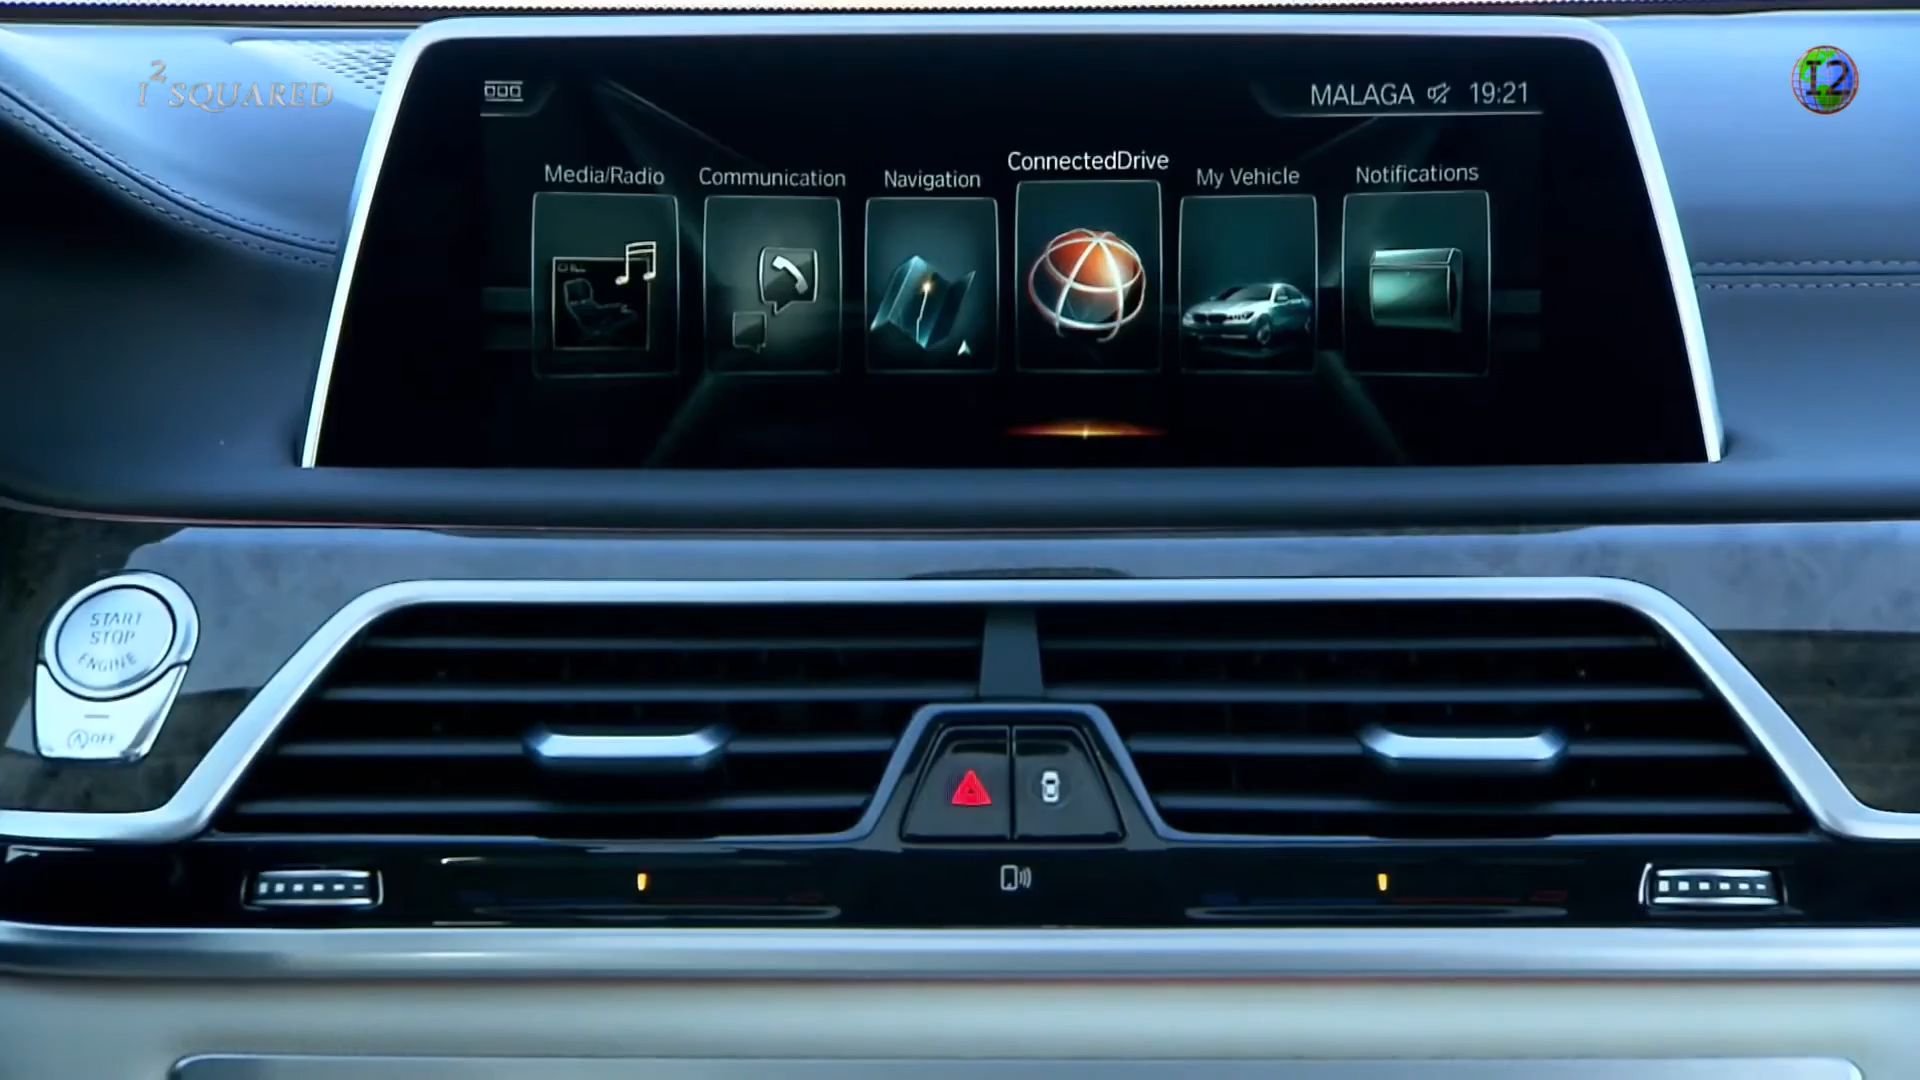 I² SQUARED
I2
MALAGA 19:21
Media/Radio
Communication
Navigation
ConnectedDrive
My Vehicle
Notifications
START
STOP
ENGINE
A OFF